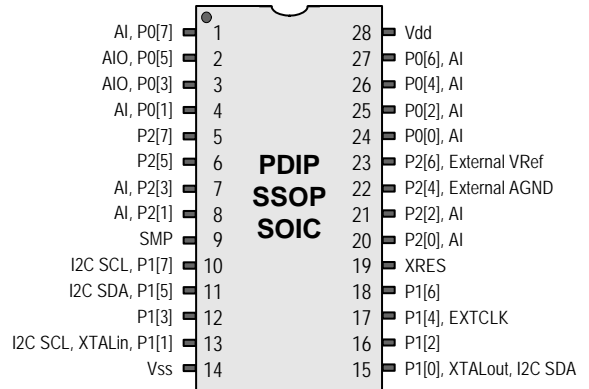 AI, P0[7] 1 28 Vdd
AIO, P0[5] 2 27 P0[6], AI
AIO, P0[3] 3 26 P0[4], AI
AI, P0[1] 4 25 P0[2], AI
P2[7] 5 24 P0[0], AI
P2[5] 6 PDIP 23 P2[6], External VRef
AI, P2[3] 7 SSOP 22 P2[4], External AGND
AI, P2[1] 8 SOIC 21 P2[2], AI
SMP 9 20 P2[0], AI
I2C SCL, P1[7] 10 19 XRES
I2C SDA, P1[5] 11 18 P1[6]
P1[3] 12 17 P1[4], EXTCLK
I2C SCL, XTALin, P1[1] 13 16 P1[2]
Vss 14 15 P1[0], XTALout, I2C SDA